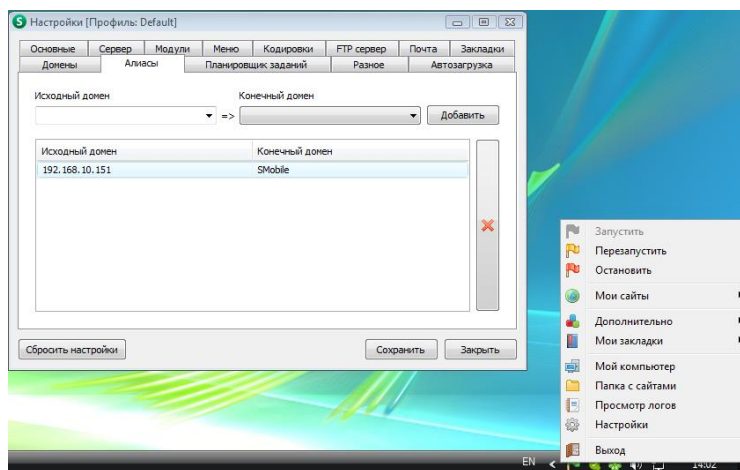 S Настройки [Профиль: Default]
Основные Сервер Модули Меню Кодировки FTP сервер Почта Закладки
Домены Алиасы Планировщик заданий Разное Автозагрузка
Исходный домен Конечный домен
=> Добавить
Исходный домен Конечный домен
192.168.10.151 SMobile
Сбросить настройки Сохранить Закрыть
Запустить
Перезапустить
Остановить
Мои сайты
Дополнительно
Мои закладки
Мой компьютер
Папка с сайтами
Просмотр логов
Настройки
Выход
EN 14:02